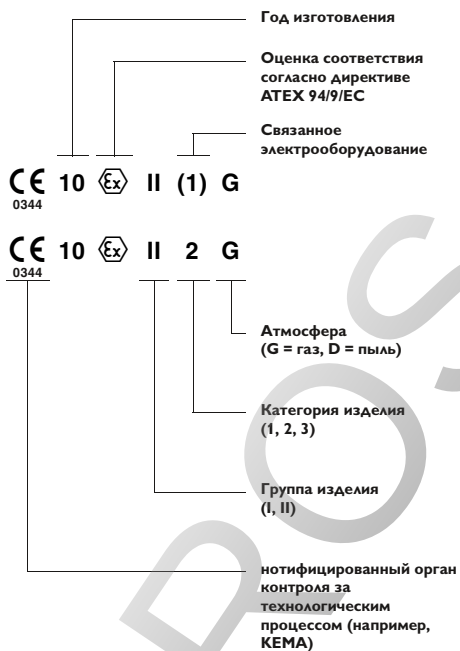 Год изготовления
Оценка соответствия
согласно директиве
ATEX 94/9/EC
Связанное
электрооборудование
CE 10 Ex II (1) G
0344
CE 10 Ex II 2 G
0344
Атмосфера
(G = газ, D = пыль)
Категория изделия
(1, 2, 3)
Группа изделия
(I, II)
нотифицированный орган
контроля за
технологическим
процессом (например,
KEMA)